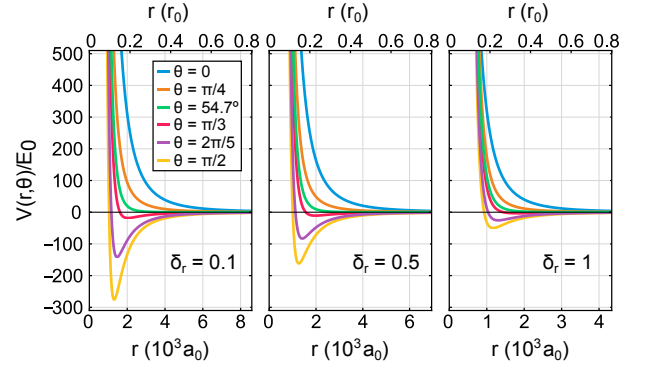 r (r₀) r (r₀) r (r₀)
0 0.2 0.4 0.6 0.8 0 0.2 0.4 0.6 0.8 0 0.2 0.4 0.6 0.8
500
400
300
200
100
0
−100
−200
−300
V(r,θ)/E₀
θ = 0
θ = π/4
θ = 54.7º
θ = π/3
θ = 2π/5
θ = π/2
δᵣ = 0.1 δᵣ = 0.5 δᵣ = 1
0 2 4 6 8 0 2 4 6 0 1 2 3 4
r (10³a₀) r (10³a₀) r (10³a₀)